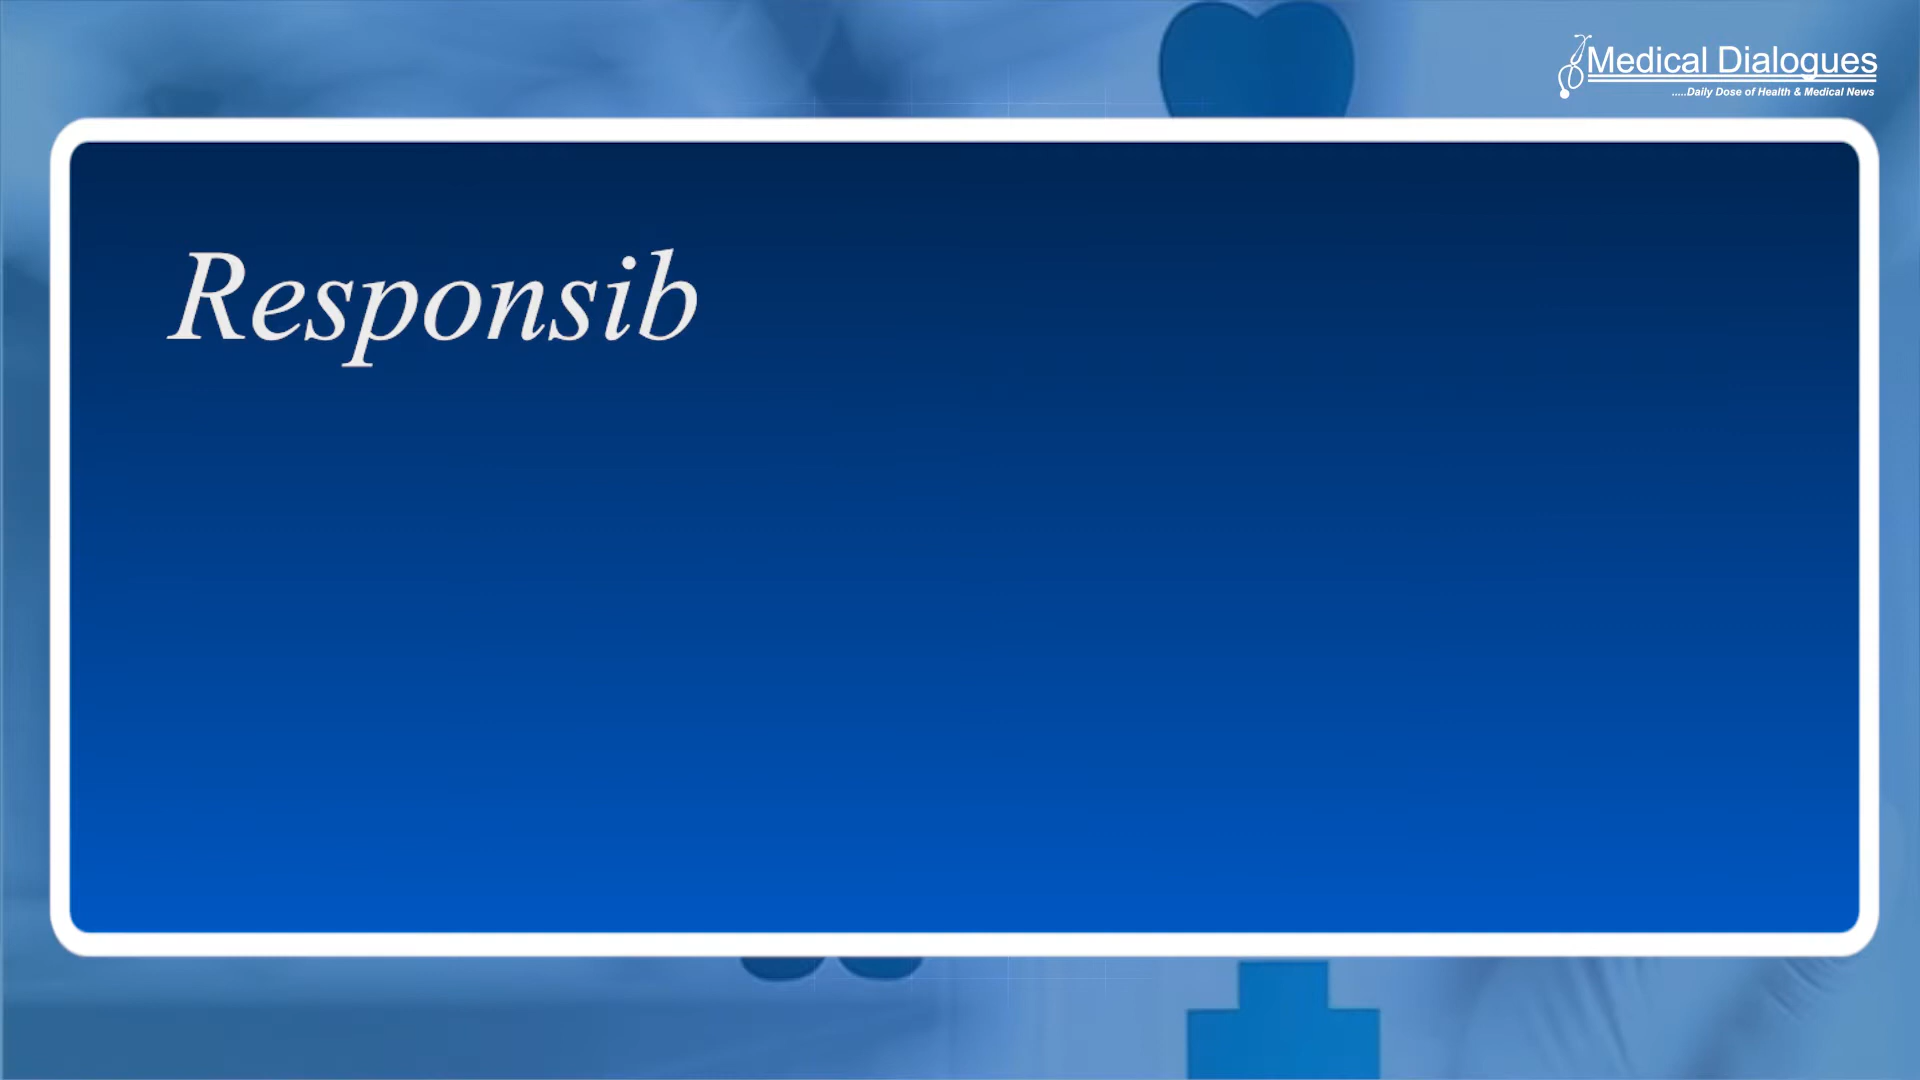 Medical Dialogues
.....Daily Dose of Health & Medical News
Responsib